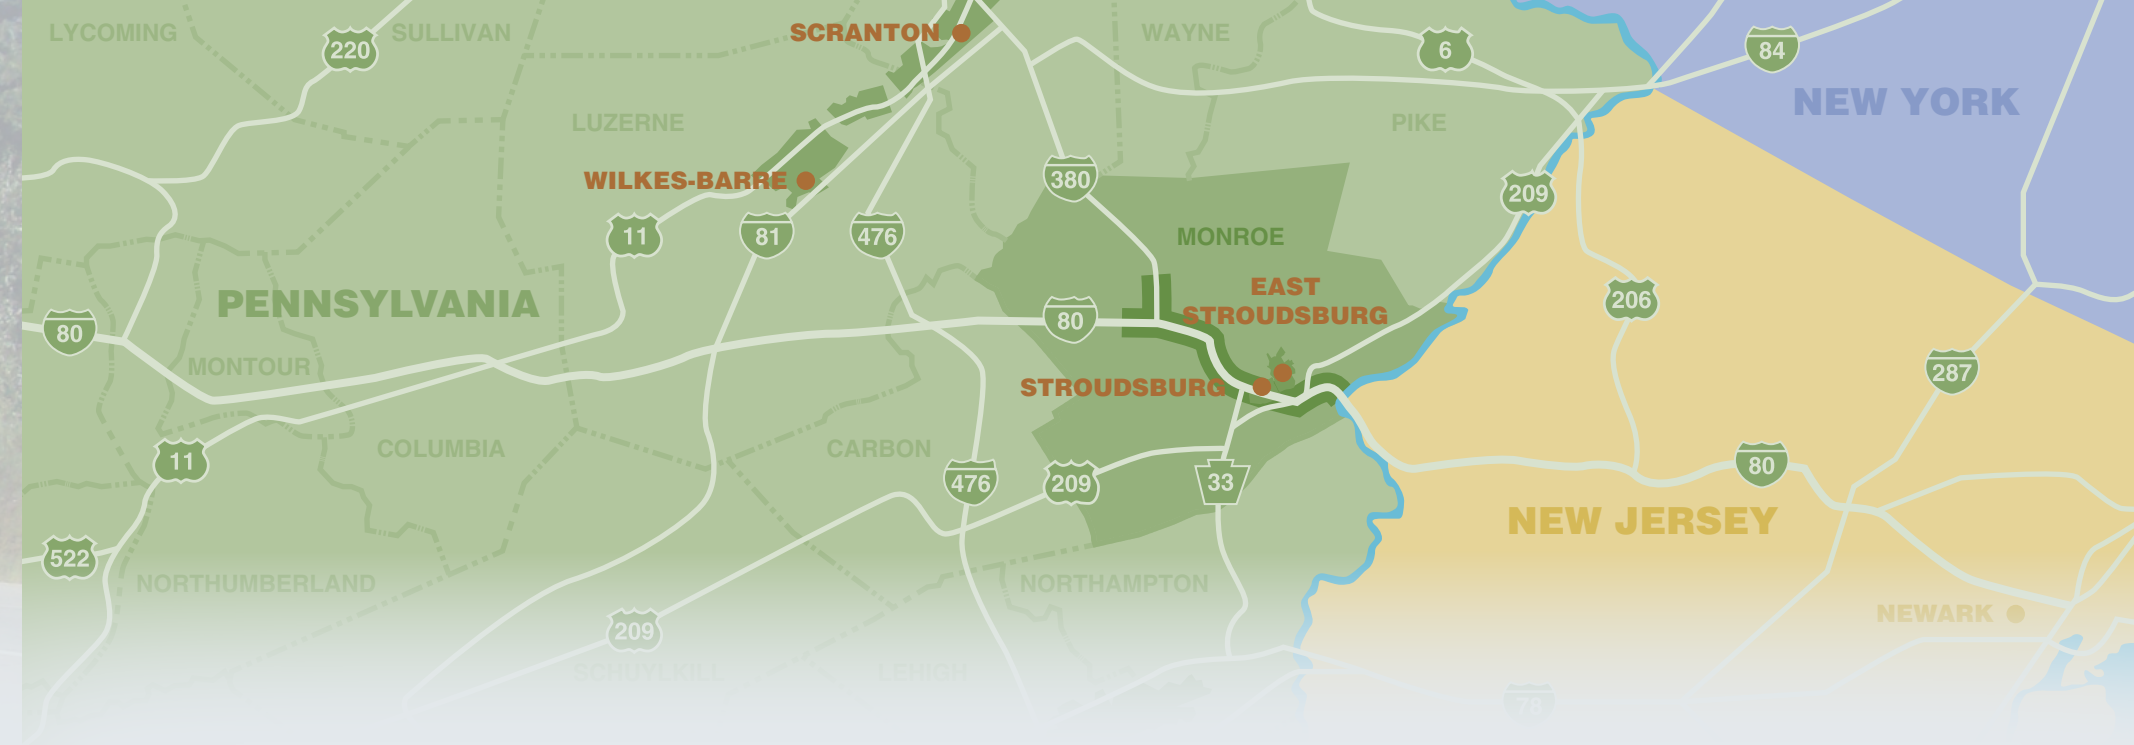 LYCOMING
SULLIVAN
SCRANTON
WAYNE
220
6
84
NEW YORK
LUZERNE
PIKE
WILKES-BARRE
380
209
11
81
476
MONROE
PENNSYLVANIA
EAST
STROUDSBURG
206
80
80
MONTOUR
287
STROUDSBURG
COLUMBIA
CARBON
11
476
209
33
80
NEW JERSEY
522
NORTHUMBERLAND
NORTHAMPTON
NEWARK
209
SCHUYLKILL
LEHIGH
78